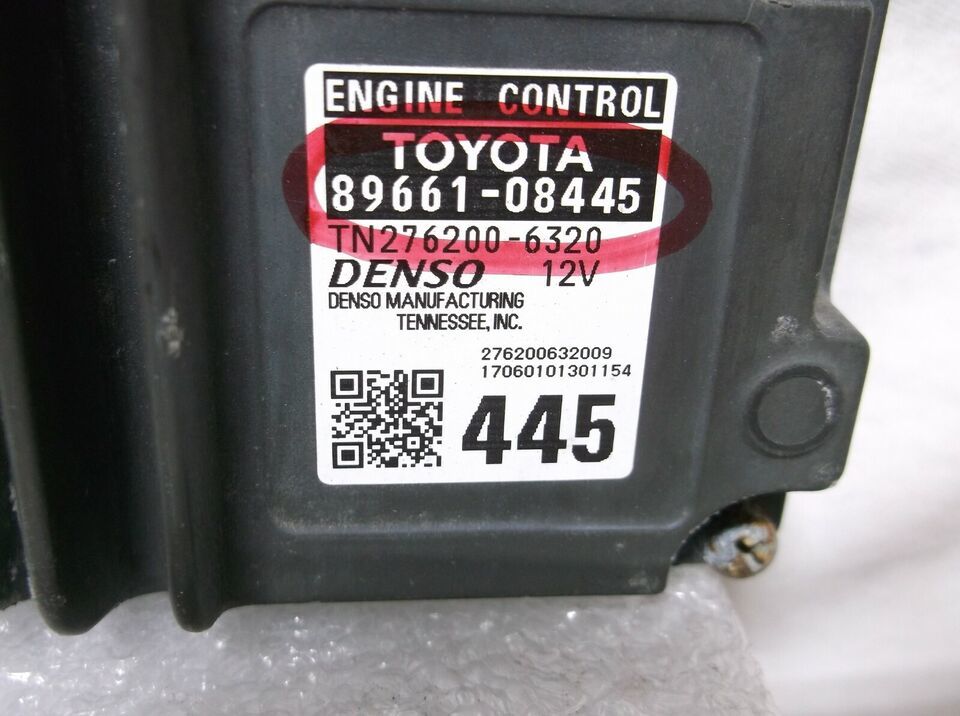 ENGINE CONTROL
TOYOTA
89661-08445
TN276200-6320
DENSO 12V
DENSO MANUFACTURING
TENNESSEE, INC.
276200632009
17060101301154
445